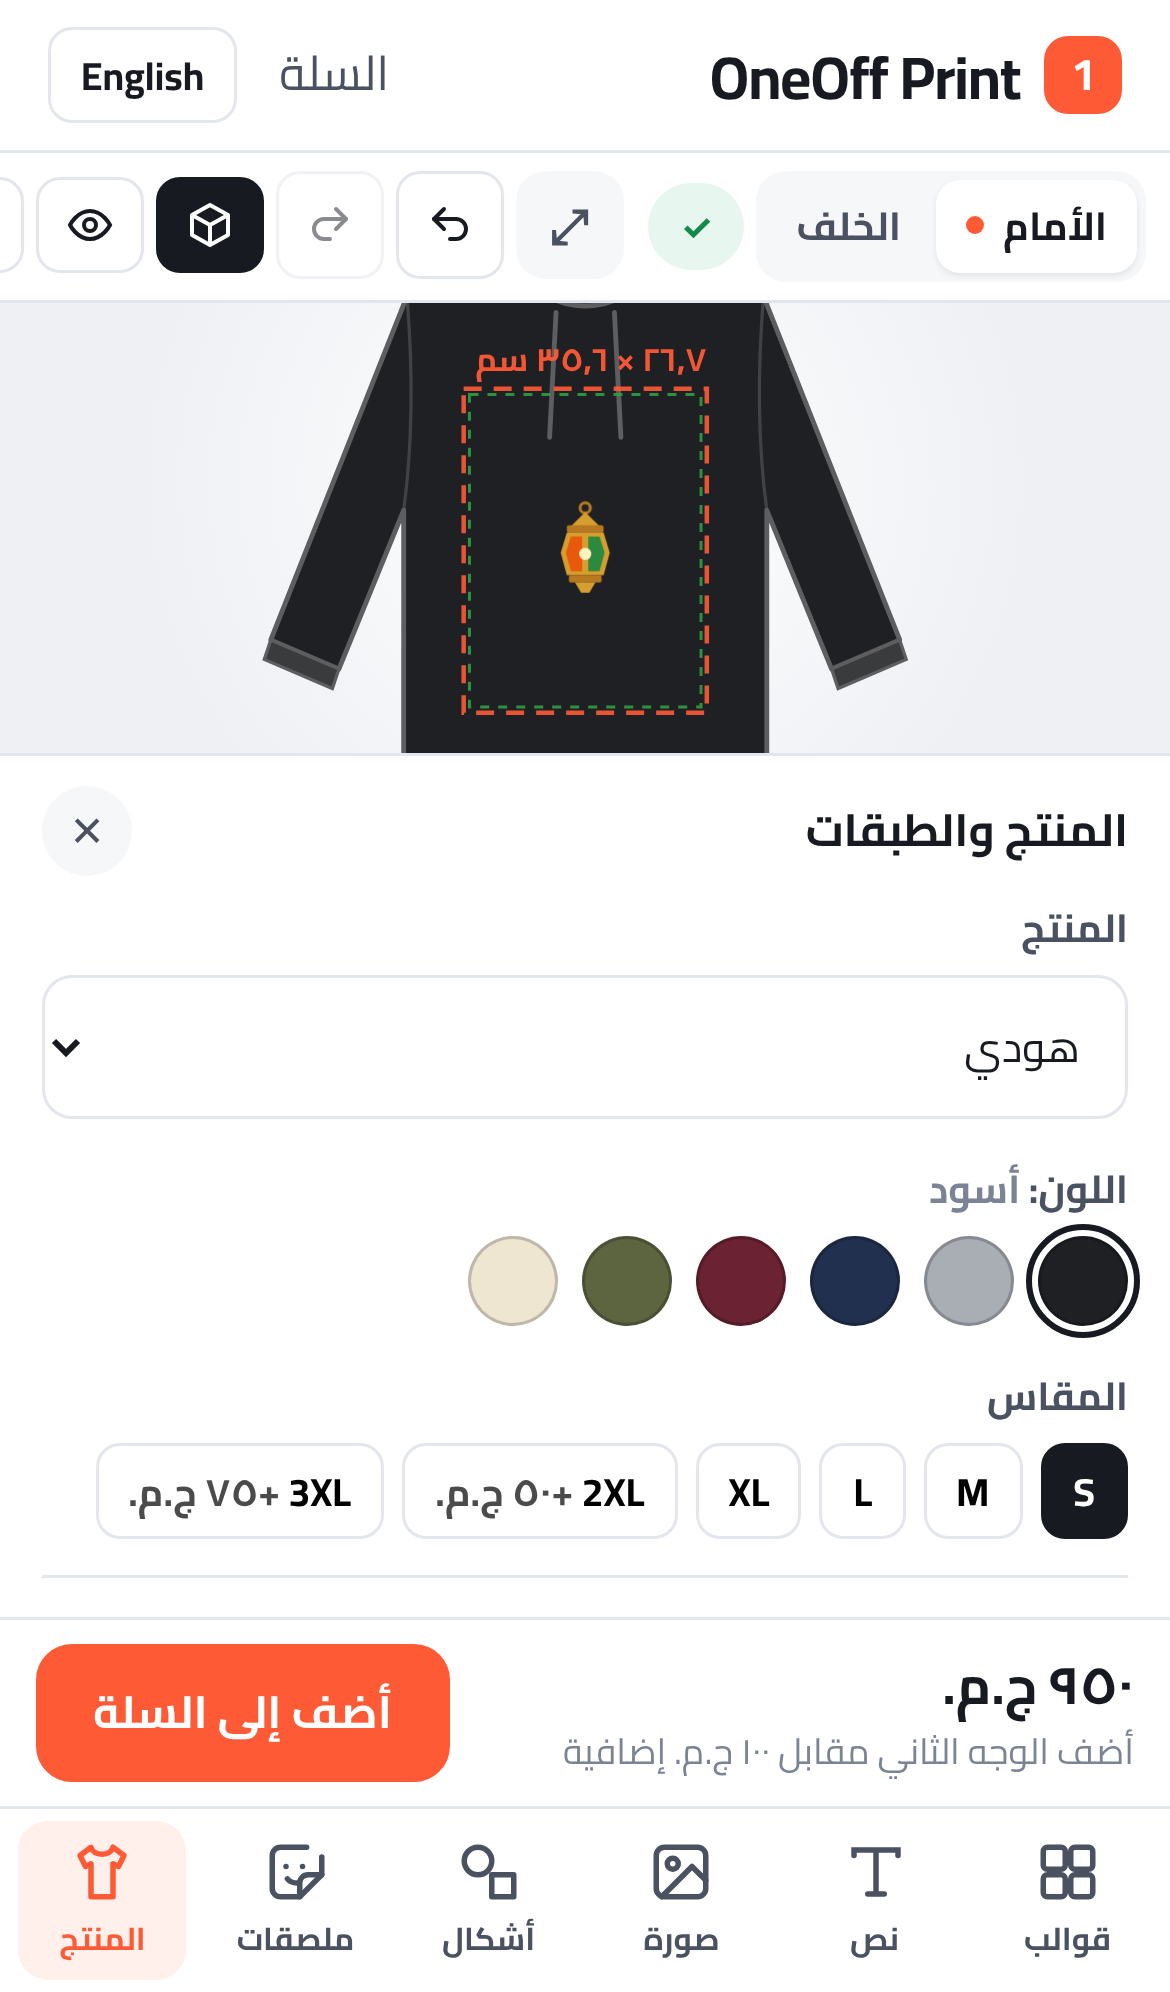 1 OneOff Print
السلة
English
الأمام
الخلف
٢٦,٧ × ٣٥,٦ سم
المنتج والطبقات
المنتج
هودي
اللون: أسود
المقاس
S
M
L
XL
2XL +٥٠ ج.م.
3XL +٧٥ ج.م.
٩٥٠ ج.م.
أضف الوجه الثاني مقابل ١٠٠ ج.م. إضافية
أضف إلى السلة
قوالب
نص
صورة
أشكال
ملصقات
المنتج